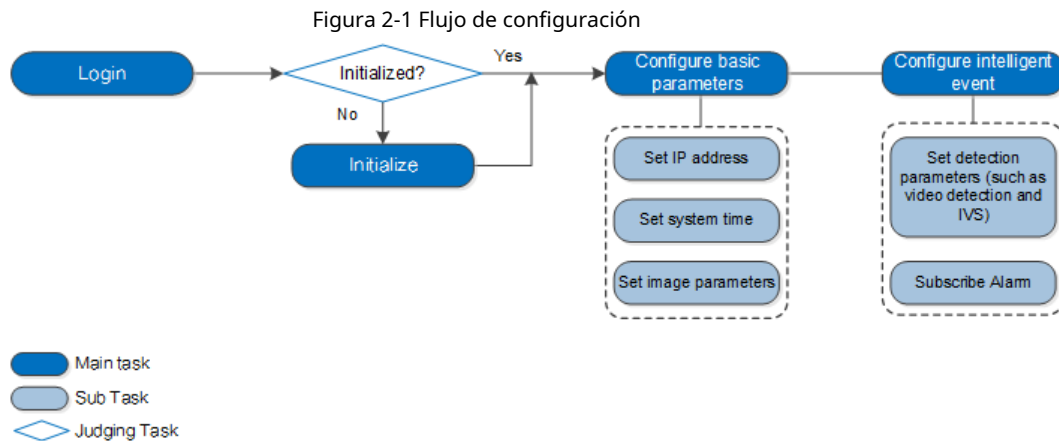 Figura 2-1 Flujo de configuración
Login
Initialized?
Yes
No
Initialize
Configure basic
parameters
Set IP address
Set system time
Set image parameters
Configure intelligent
event
Set detection
parameters (such as
video detection and
IVS)
Subscribe Alarm
Main task
Sub Task
Judging Task